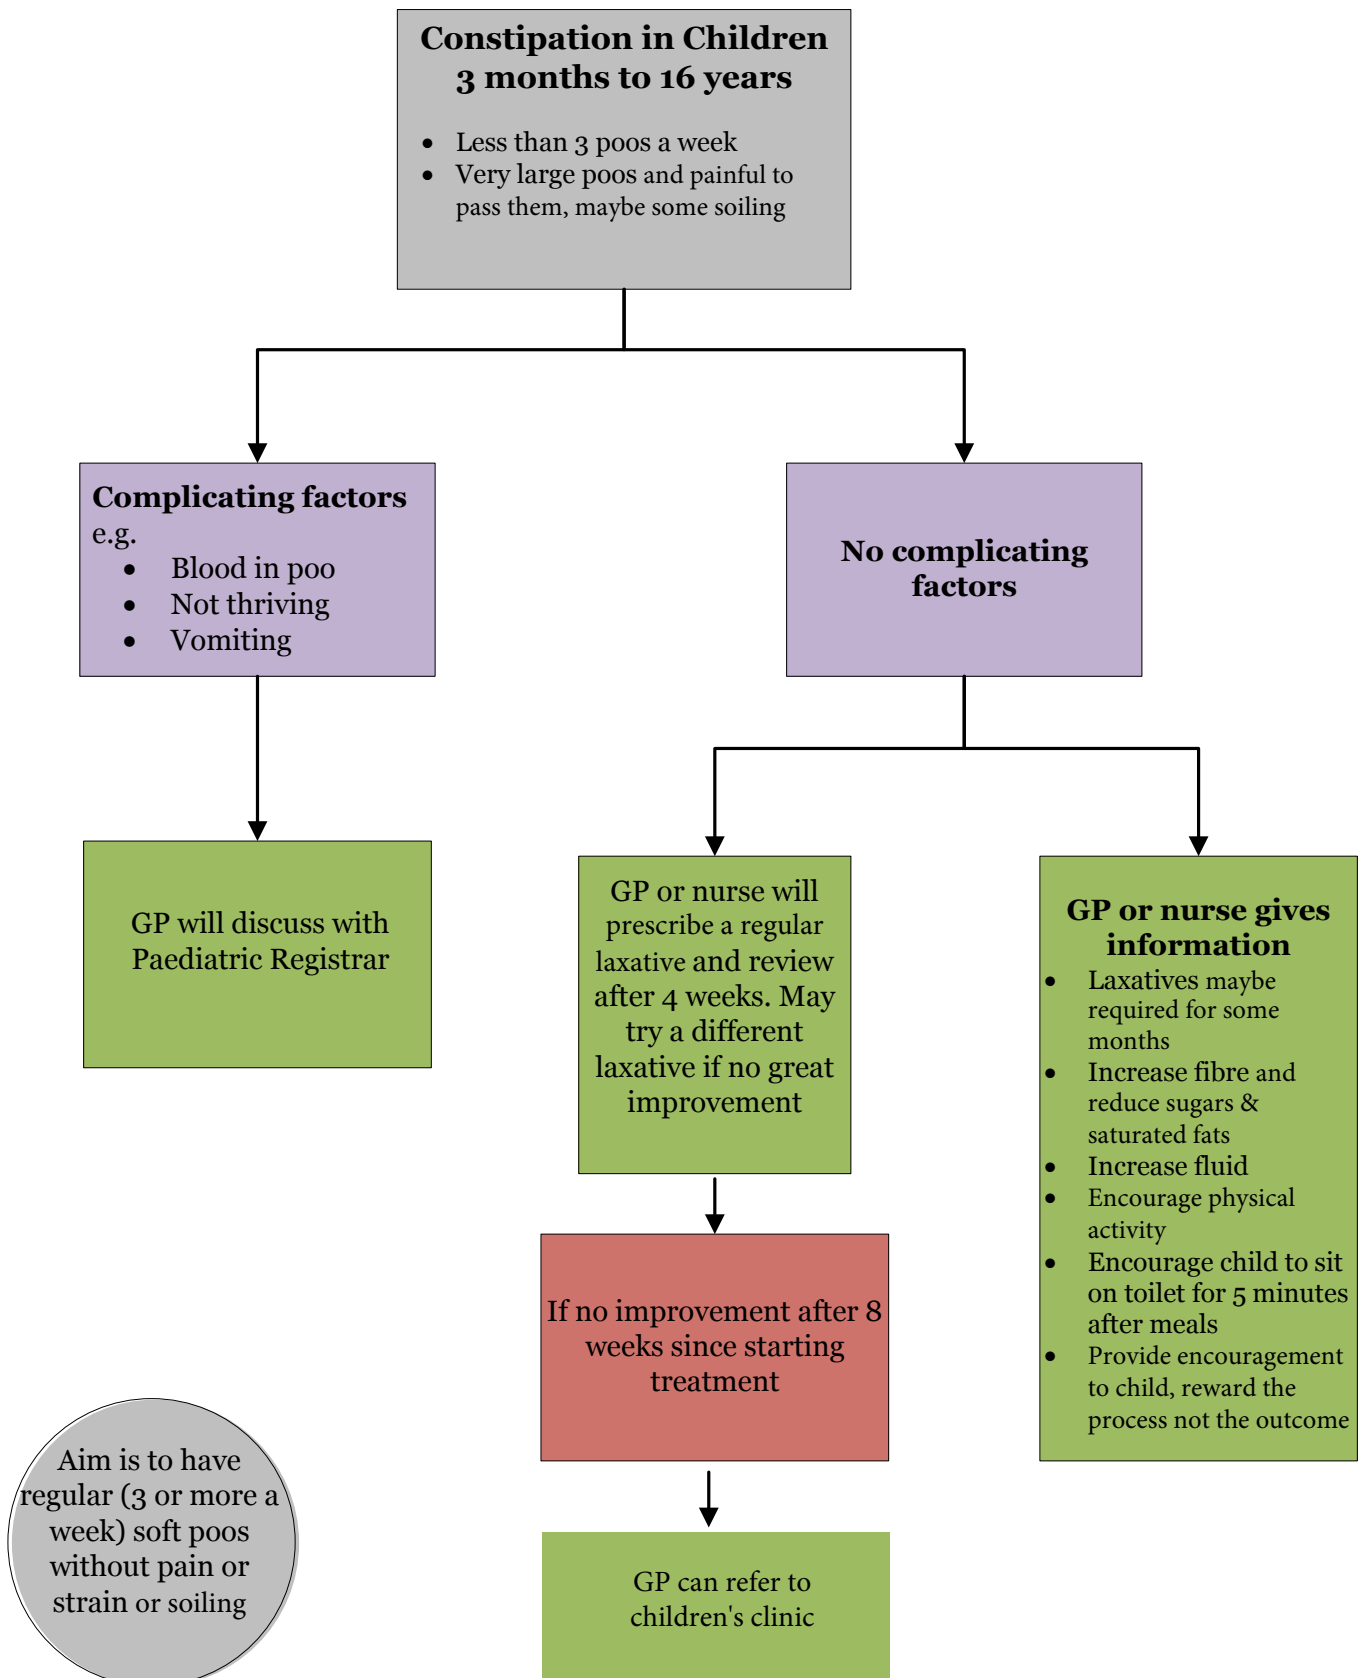 Constipation in Children
3 months to 16 years
• Less than 3 poos a week
• Very large poos and painful to
pass them, maybe some soiling
Complicating factors
e.g.
• Blood in poo
• Not thriving
• Vomiting
No complicating
factors
GP will discuss with
Paediatric Registrar
GP or nurse will
prescribe a regular
laxative and review
after 4 weeks. May
try a different
laxative if no great
improvement
GP or nurse gives
information
• Laxatives maybe
required for some
months
• Increase fibre and
reduce sugars &
saturated fats
• Increase fluid
• Encourage physical
activity
• Encourage child to sit
on toilet for 5 minutes
after meals
• Provide encouragement
to child, reward the
process not the outcome
If no improvement after 8
weeks since starting
treatment
GP can refer to
children's clinic
Aim is to have
regular (3 or more a
week) soft poos
without pain or
strain or soiling